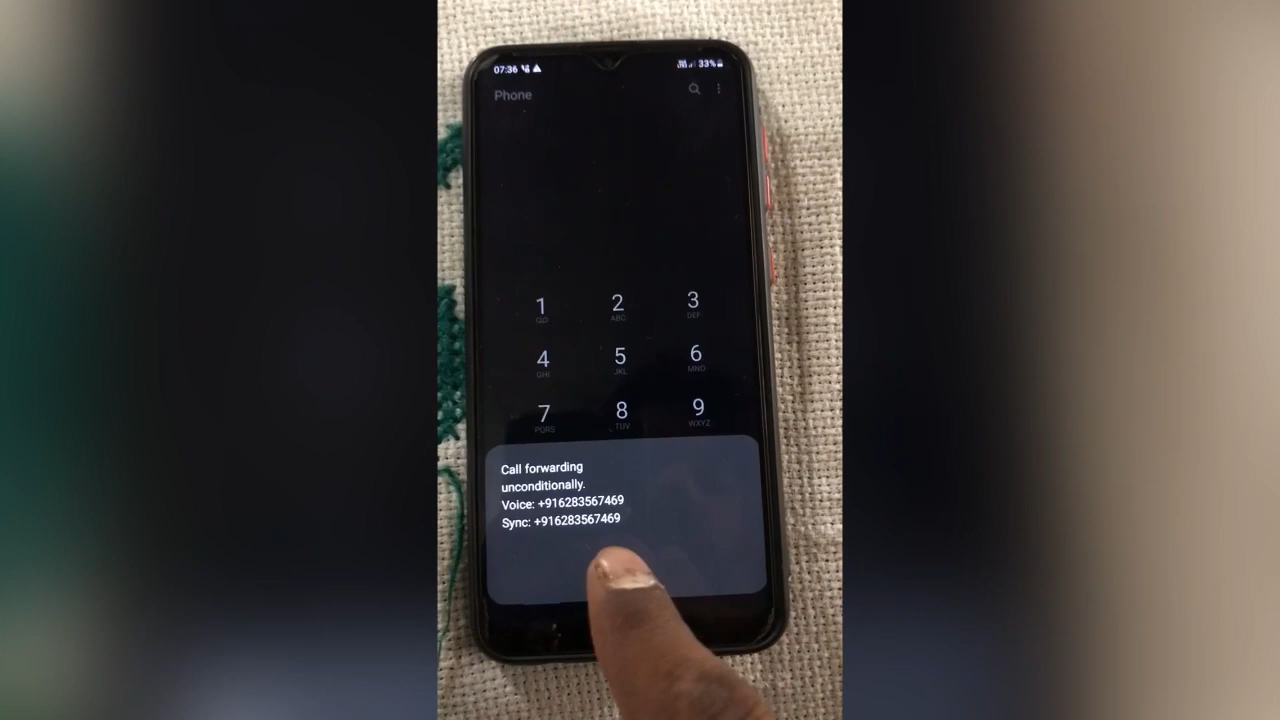 07:36 33%
Phone
1 2 3
ABC DEF
4 5 6
GHI JKL MNO
7 8 9
PQRS TUV WXYZ
Call forwarding
unconditionally.
Voice: +916283567469
Sync: +916283567469